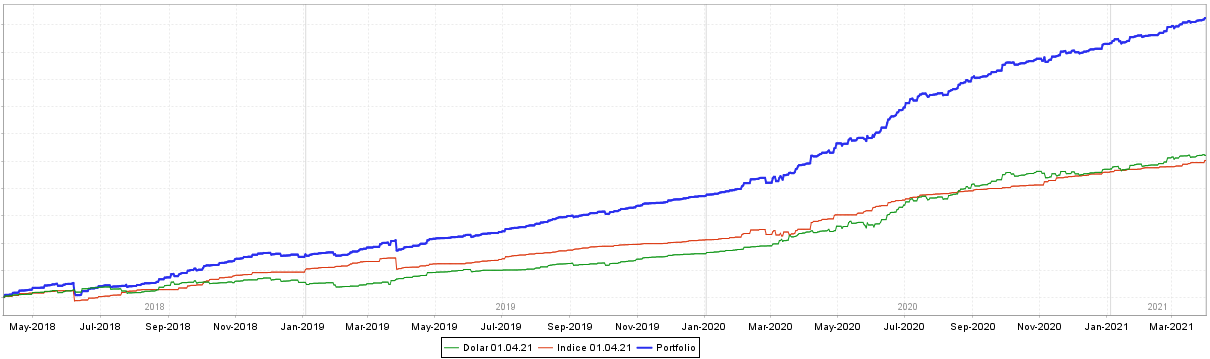 2018 2019 2020 2021
May-2018 Jul-2018 Sep-2018 Nov-2018 Jan-2019 Mar-2019 May-2019 Jul-2019 Sep-2019 Nov-2019 Jan-2020 Mar-2020 May-2020 Jul-2020 Sep-2020 Nov-2020 Jan-2021 Mar-2021
Dolar 01.04.21 Indice 01.04.21 Portfolio